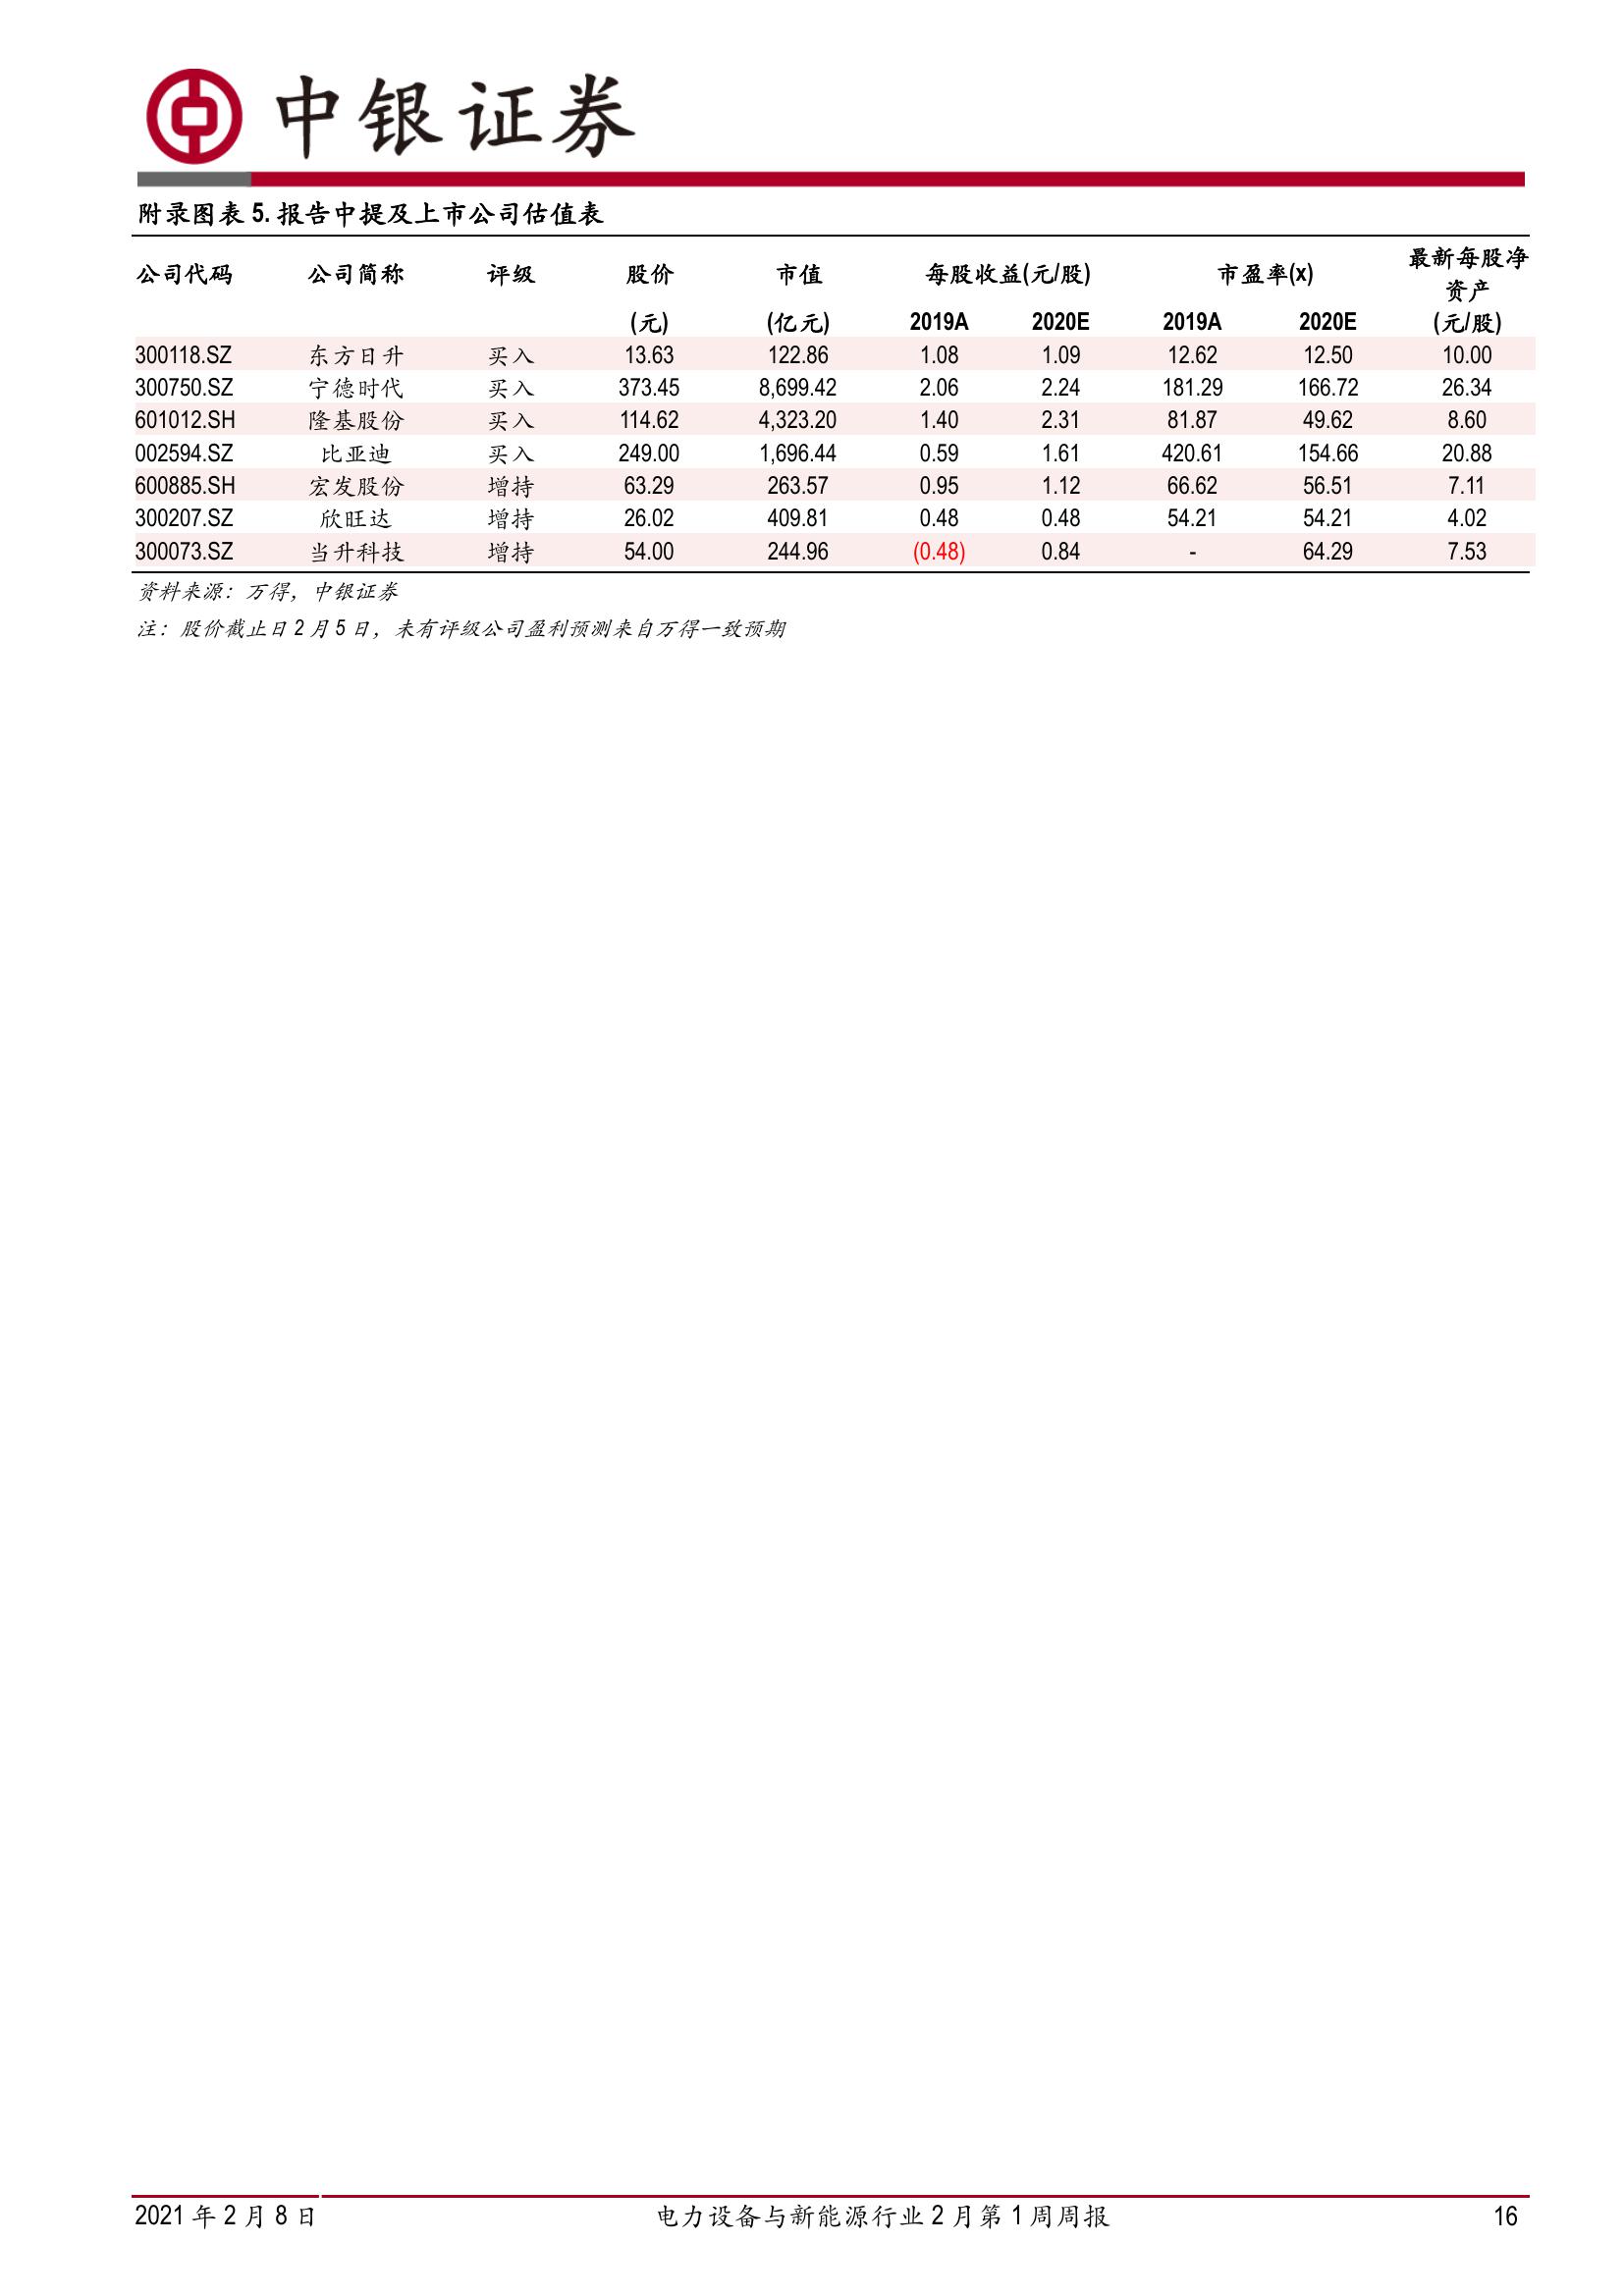 中银证券
附录图表 5. 报告中提及上市公司估值表
公司代码 公司简称 评级 股价 市值 每股收益(元/股) 市盈率(x) 最新每股净资产
(元) (亿元) 2019A 2020E 2019A 2020E (元/股)
300118.SZ 东方日升 买入 13.63 122.86 1.08 1.09 12.62 12.50 10.00
300750.SZ 宁德时代 买入 373.45 8,699.42 2.06 2.24 181.29 166.72 26.34
601012.SH 隆基股份 买入 114.62 4,323.20 1.40 2.31 81.87 49.62 8.60
002594.SZ 比亚迪 买入 249.00 1,696.44 0.59 1.61 420.61 154.66 20.88
600885.SH 宏发股份 增持 63.29 263.57 0.95 1.12 66.62 56.51 7.11
300207.SZ 欣旺达 增持 26.02 409.81 0.48 0.48 54.21 54.21 4.02
300073.SZ 当升科技 增持 54.00 244.96 (0.48) 0.84 - 64.29 7.53
资料来源：万得，中银证券
注：股价截止日 2 月 5 日，未有评级公司盈利预测来自万得一致预期
2021 年 2 月 8 日 电力设备与新能源行业 2 月第 1 周周报 16